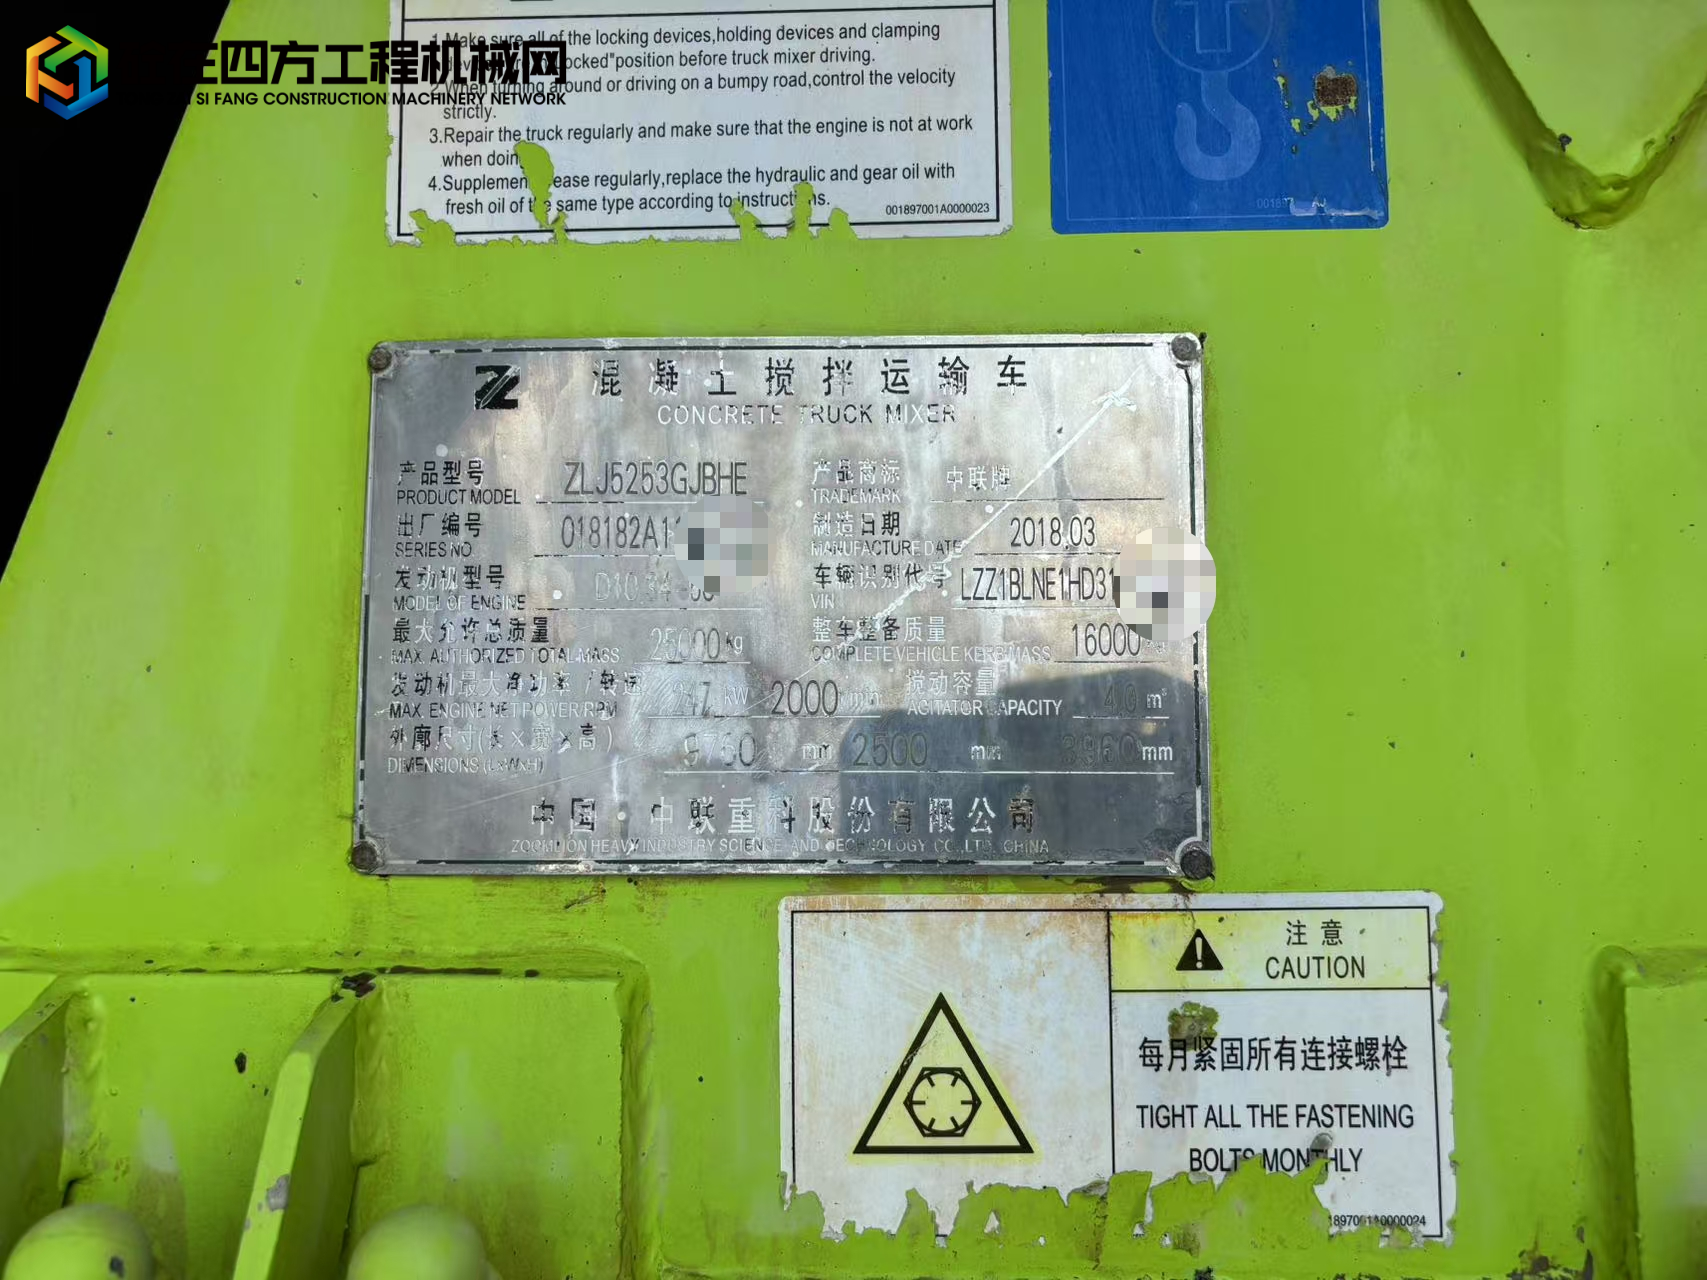 1.Make sure all of the locking devices,holding devices and clamping
"position before truck mixer driving.
2.When turning around or driving on a bumpy road,control the velocity
strictly.
四方工程机械网
SI FANG CONSTRUCTION MACHINERY NETWORK
3.Repair the truck regularly and make sure that the engine is not at work
when doin
4.Supplemen ease regularly,replace the hydraulic and gear oil with
fresh oil of the same type according to instructi ns.
001897001A0000023
混凝土搅拌运输车
CONCRETE TRUCK MIXER
产品型号 ZLJ5253GJBHE 产品商标 中联牌
PRODUCT MODEL TRADEMARK
出厂编号 018182A1 制造日期 2018.03
SERIES NO MANUFACTURE DATE
发动机型号 D10.34 车辆识别代号 LZZ1BLNE1HD31
MODEL OF ENGINE VIN
最大允许总质量 25000 kg 整车整备质量 16000
MAX. AUTHORIZED TOTAL MASS COMPLETE VEHICLE KERB MASS
发动机最大净功率/转速 247 kW 2000 r/min 搅动容量 4.0 m³
MAX. ENGINE NET POWER/RPM AGITATOR CAPACITY
外廓尺寸(长×宽×高) 9760 mm 2500 mm 3960 mm
DIMENSIONS (L×W×H)
中国·中联重科股份有限公司
ZOOMLION HEAVY INDUSTRY SCIENCE AND TECHNOLOGY CO.,LTD. CHINA
注意
CAUTION
每月紧固所有连接螺栓
TIGHT ALL THE FASTENING
BOLTS MONTHLY